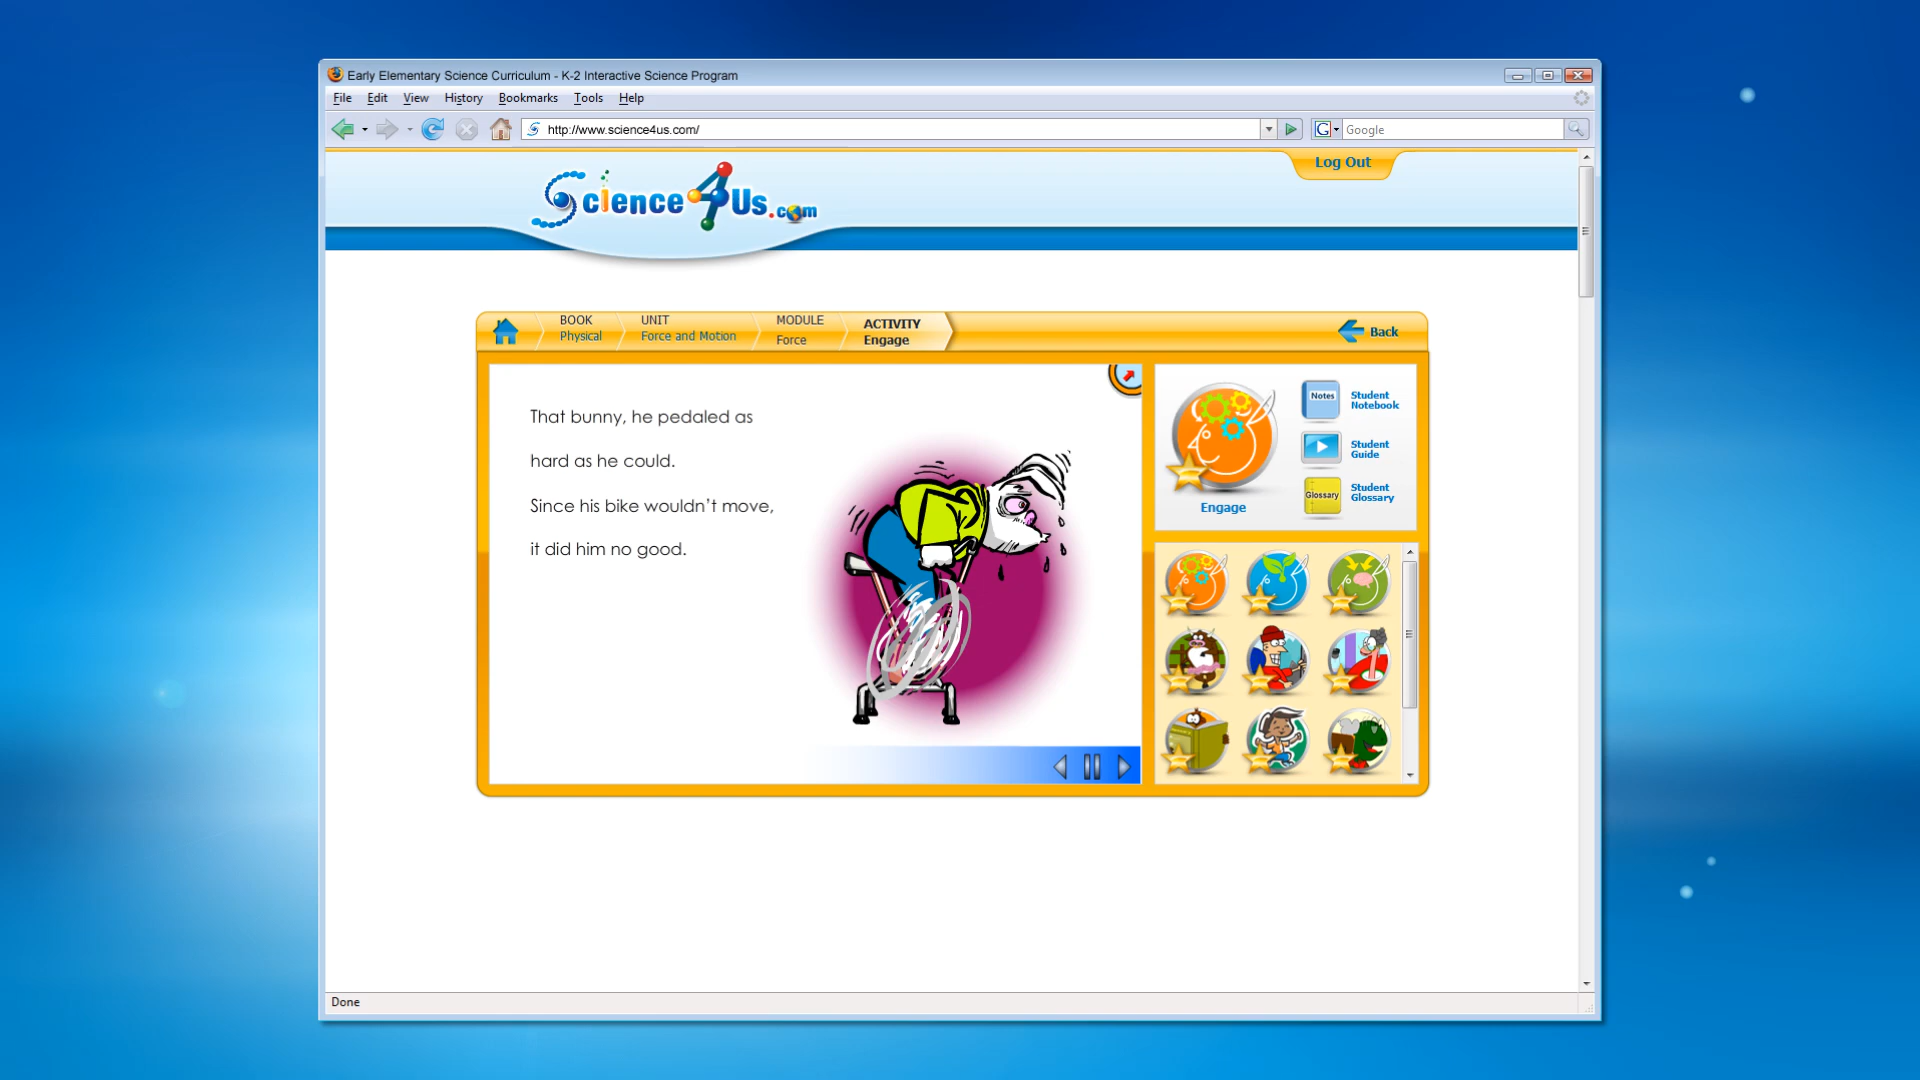 Early Elementary Science Curriculum - K-2 Interactive Science Program
File Edit View History Bookmarks Tools Help
http://www.science4us.com/
G Google
Log Out
Science4Us.com
BOOK
Physical
UNIT
Force and Motion
MODULE
Force
ACTIVITY
Engage
Back
That bunny, he pedaled as
hard as he could.
Since his bike wouldn't move,
it did him no good.
Engage
Notes
Student
Notebook
Student
Guide
Glossary
Student
Glossary
Done